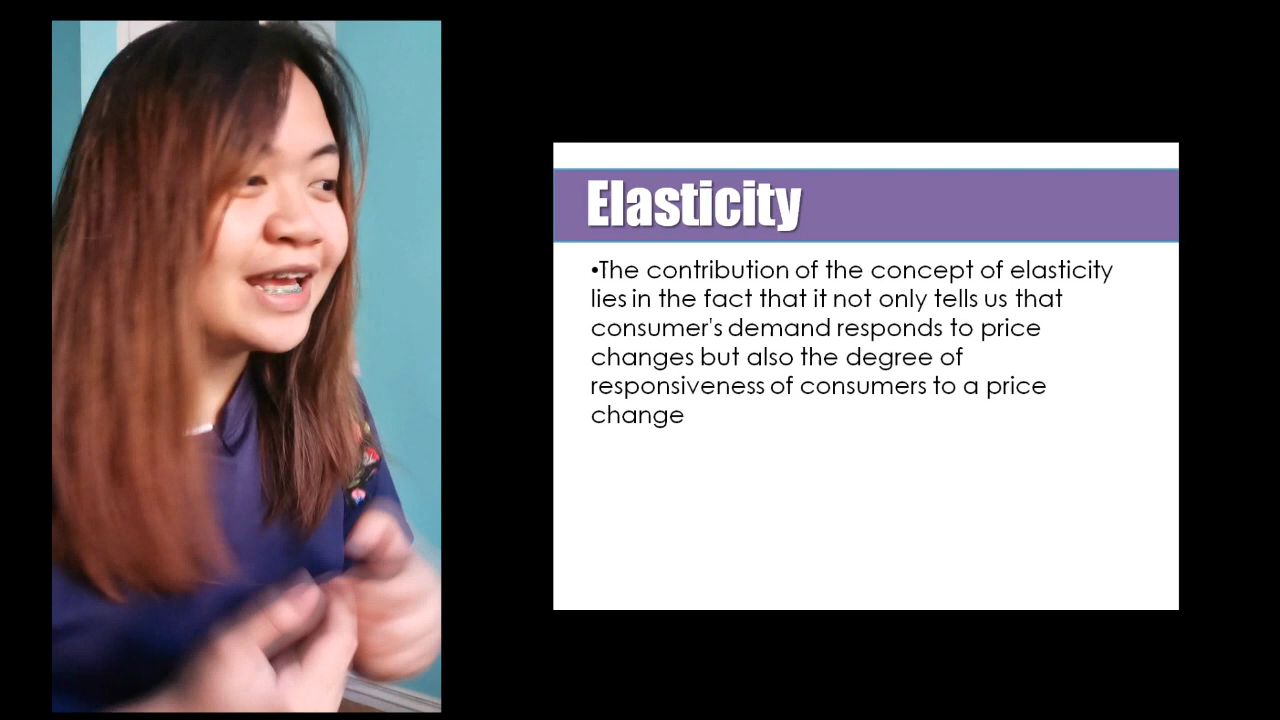 Elasticity
•The contribution of the concept of elasticity
lies in the fact that it not only tells us that
consumer's demand responds to price
changes but also the degree of
responsiveness of consumers to a price
change